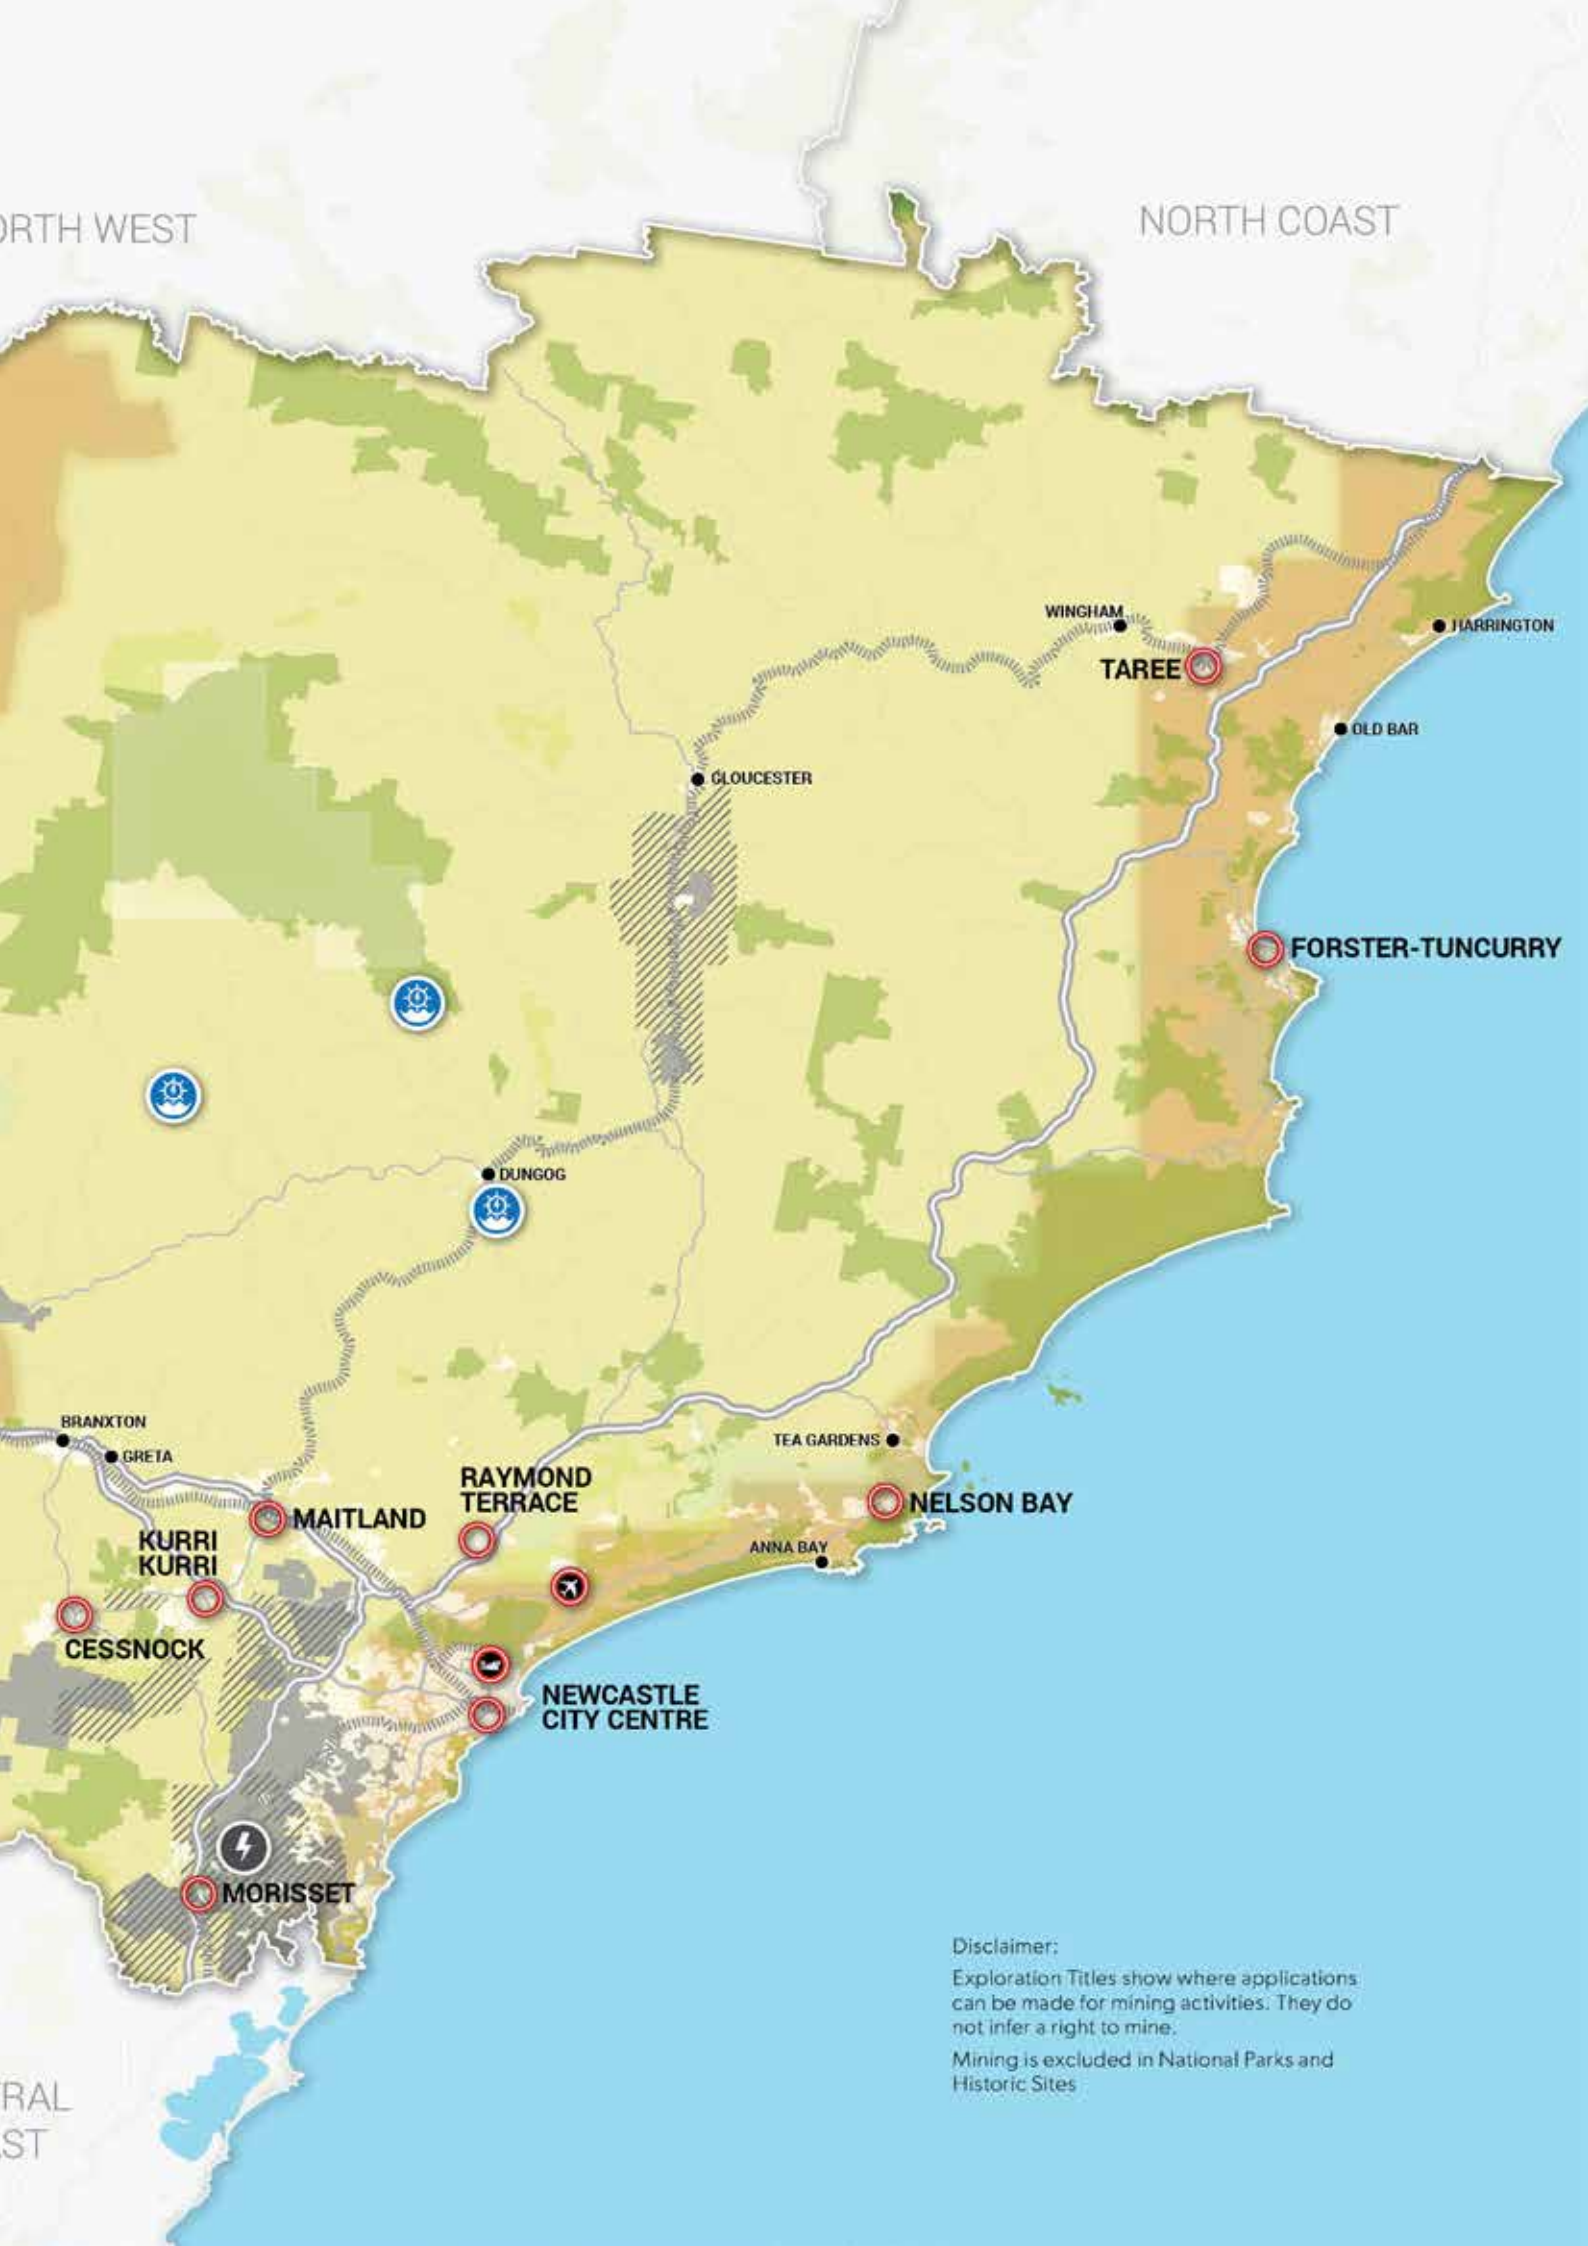 ORTH WEST
NORTH COAST
WINGHAM
HARRINGTON
TAREE
OLD BAR
GLOUCESTER
FORSTER-TUNCURRY
DUNGOG
BRANXTON
GRETA
TEA GARDENS
RAYMOND
TERRACE
NELSON BAY
MAITLAND
KURRI
KURRI
ANNA BAY
CESSNOCK
NEWCASTLE
CITY CENTRE
MORISSET
Disclaimer:
Exploration Titles show where applications
can be made for mining activities. They do
not infer a right to mine.
Mining is excluded in National Parks and
Historic Sites
RAL
AST